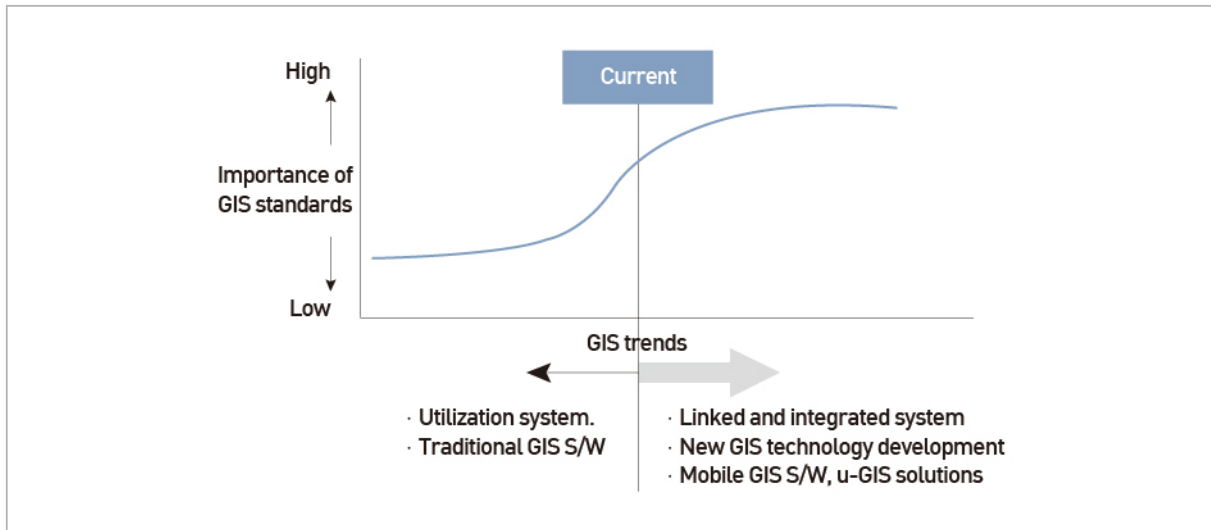 High
Current
Importance of
GIS standards
Low
GIS trends
· Utilization system.
· Traditional GIS S/W
· Linked and integrated system
· New GIS technology development
· Mobile GIS S/W, u-GIS solutions